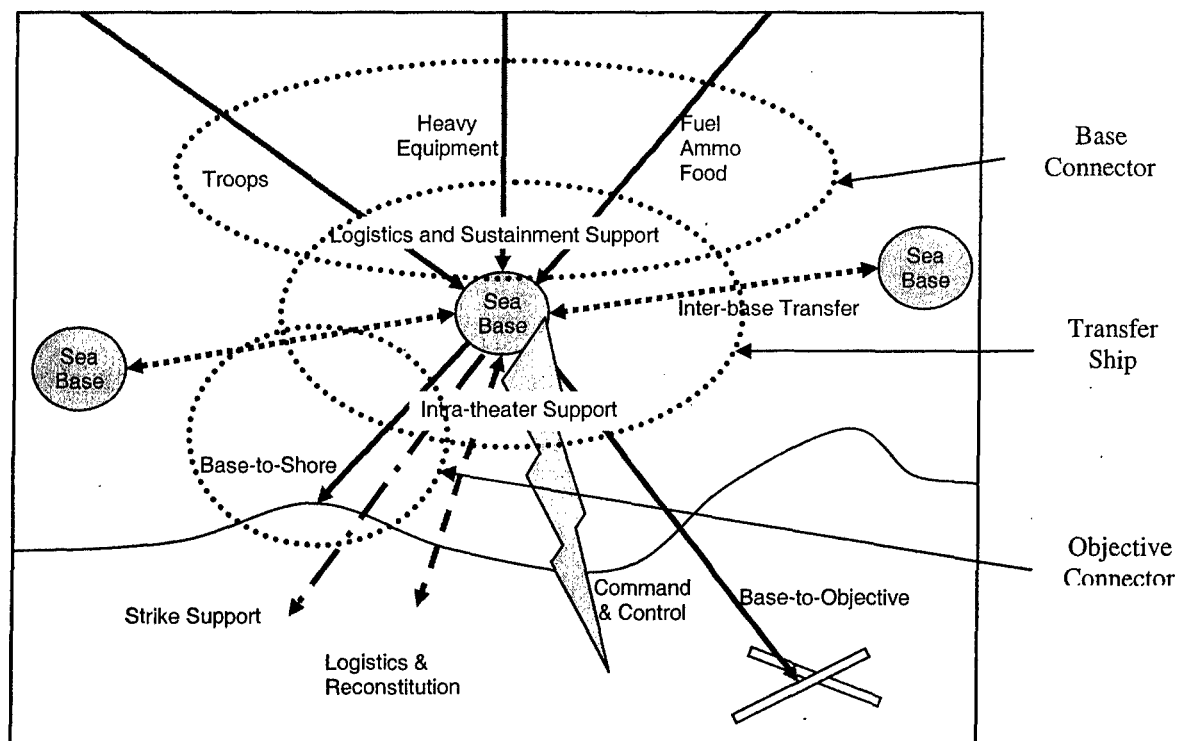 Heavy
Equipment
Fuel
Ammo
Food
Troops
Base
Connector
Logistics and Sustainment Support
Sea
Base
Sea
Base
Inter-base Transfer
Sea
Base
Transfer
Ship
Intra-theater Support
Base-to-Shore
Objective
Connector
Command
& Control
Base-to-Objective
Strike Support
Logistics &
Reconstitution